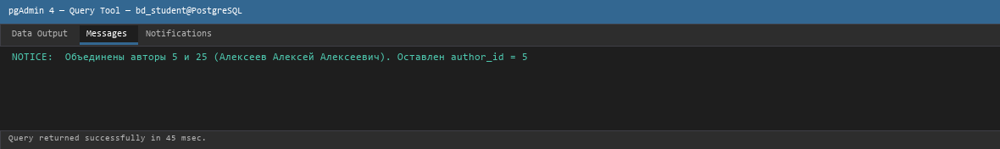 pgAdmin 4 — Query Tool — bd_student@PostgreSQL
Data Output Messages Notifications
NOTICE: Объединены авторы 5 и 25 (Алексеев Алексей Алексеевич). Оставлен author_id = 5
Query returned successfully in 45 msec.